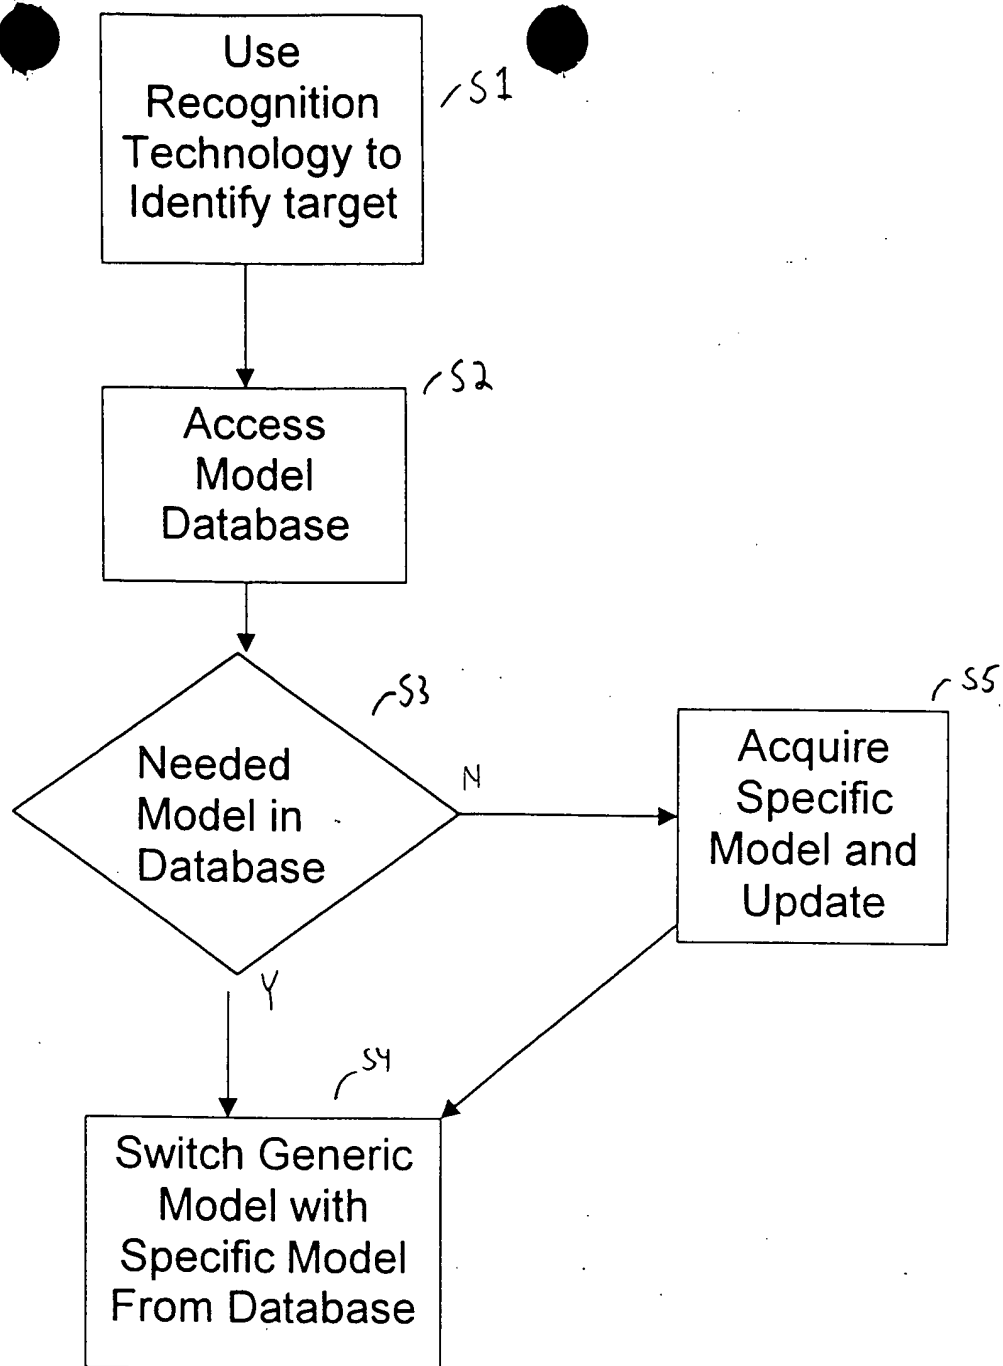 Use
Recognition
Technology to
Identify target
S1
Access
Model
Database
S2
Needed
Model in
Database
S3
N
Y
Acquire
Specific
Model and
Update
S5
Switch Generic
Model with
Specific Model
From Database
S4